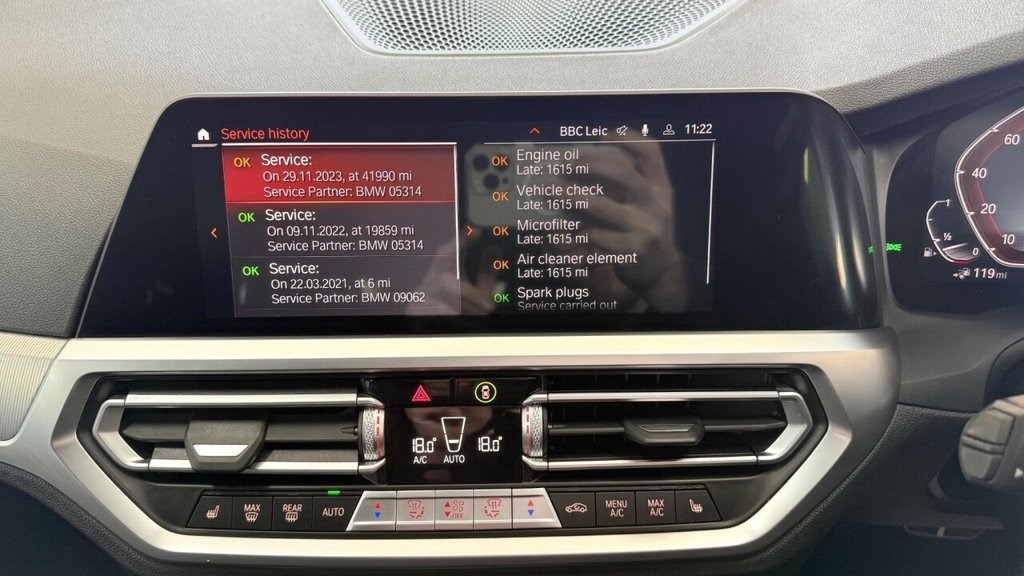 Service history
BBC Leic 11:22
OK Service:
On 29.11.2023, at 41990 mi
Service Partner: BMW 05314
OK Service:
On 09.11.2022, at 19859 mi
Service Partner: BMW 05314
OK Service:
On 22.03.2021, at 6 mi
Service Partner: BMW 09062
OK Engine oil
Late: 1615 mi
OK Vehicle check
Late: 1615 mi
OK Microfilter
Late: 1615 mi
OK Air cleaner element
Late: 1615 mi
OK Spark plugs
Service carried out
60
40
20
10
1
½
0
119 mi
18.0° 18.0°
A/C AUTO
MAX
REAR
AUTO
OFF
MENU
A/C
MAX
A/C